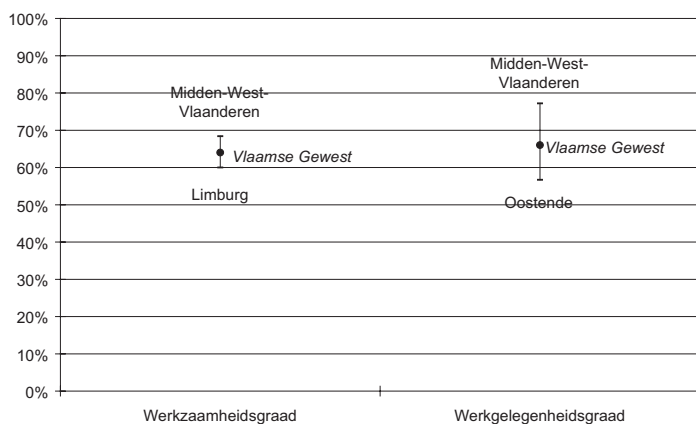 100%
90%
80%
70%
60%
50%
40%
30%
20%
10%
0%
Midden-West-
Vlaanderen
Vlaamse Gewest
Limburg
Midden-West-
Vlaanderen
Vlaamse Gewest
Oostende
Werkzaamheidsgraad
Werkgelegenheidsgraad